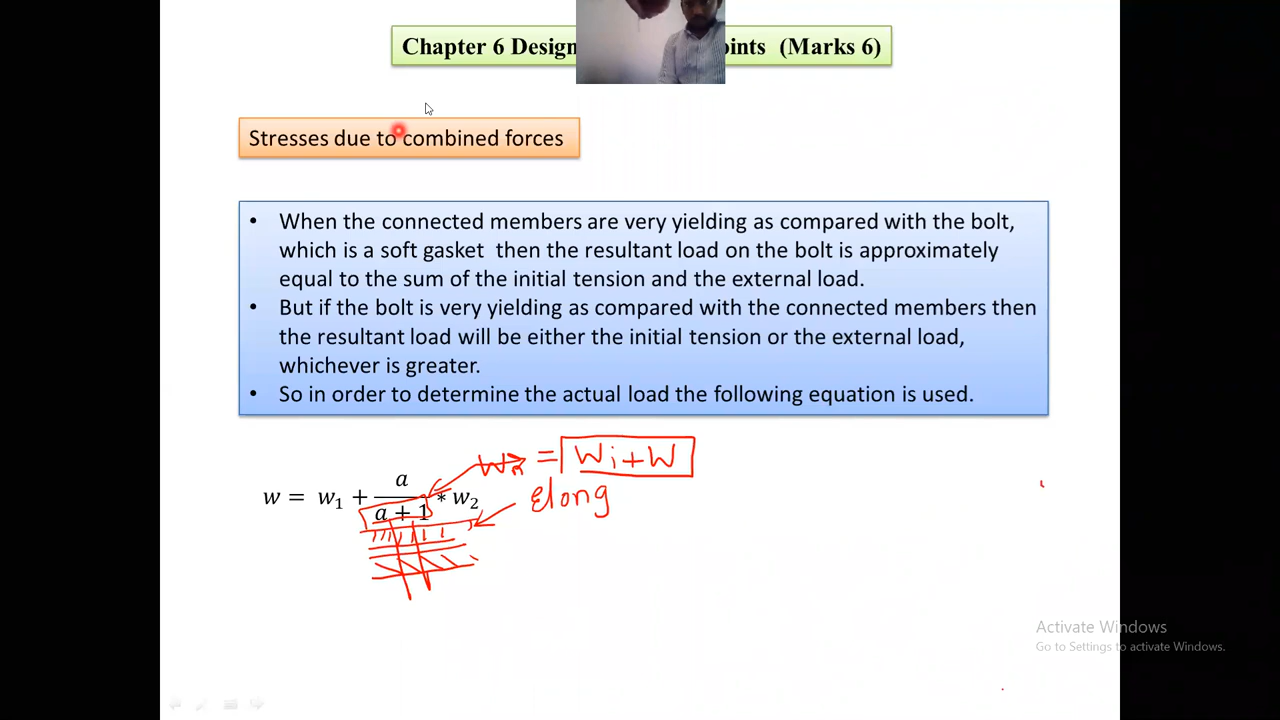 Chapter 6 Design oints (Marks 6)
Stresses due to combined forces
• When the connected members are very yielding as compared with the bolt,
which is a soft gasket then the resultant load on the bolt is approximately
equal to the sum of the initial tension and the external load.
• But if the bolt is very yielding as compared with the connected members then
the resultant load will be either the initial tension or the external load,
whichever is greater.
• So in order to determine the actual load the following equation is used.
= Wi+W
w = w₁ + a/(a + 1) * w₂
Elong
Activate Windows
Go to Settings to activate Windows.